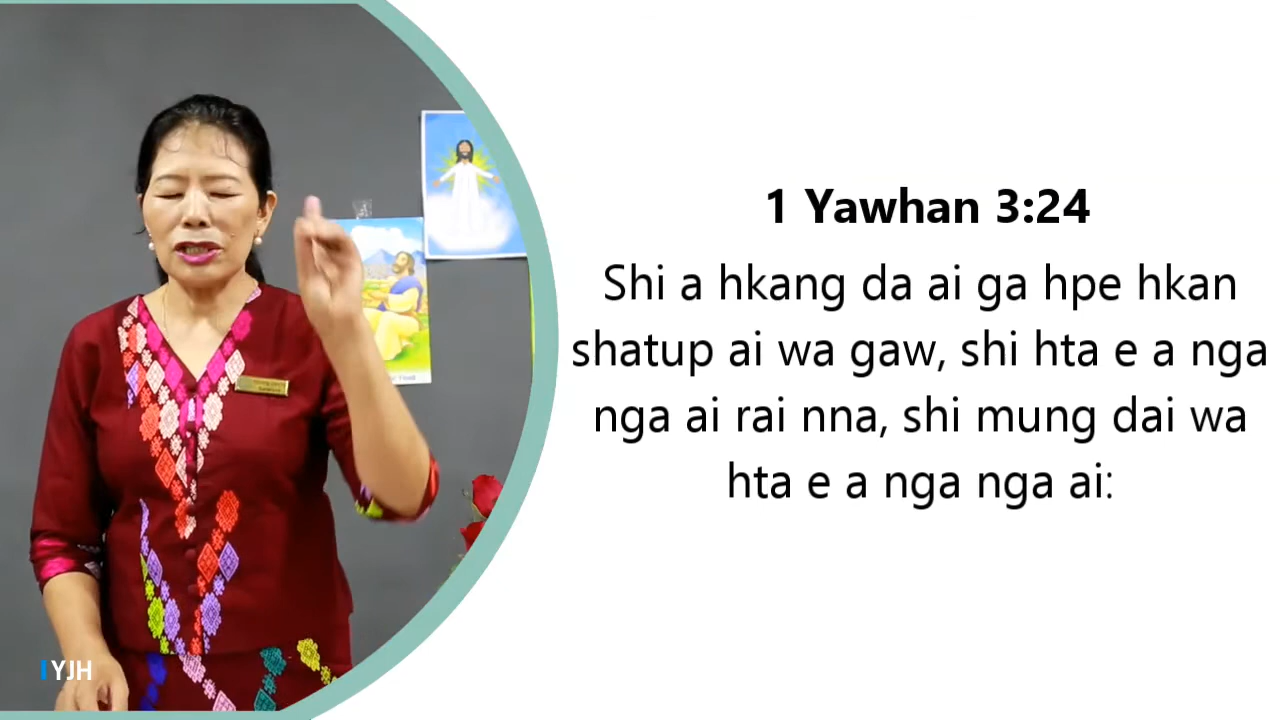 1 Yawhan 3:24
Shi a hkang da ai ga hpe hkan
shatup ai wa gaw, shi hta e a nga
nga ai rai nna, shi mung dai wa
hta e a nga nga ai:
YJH